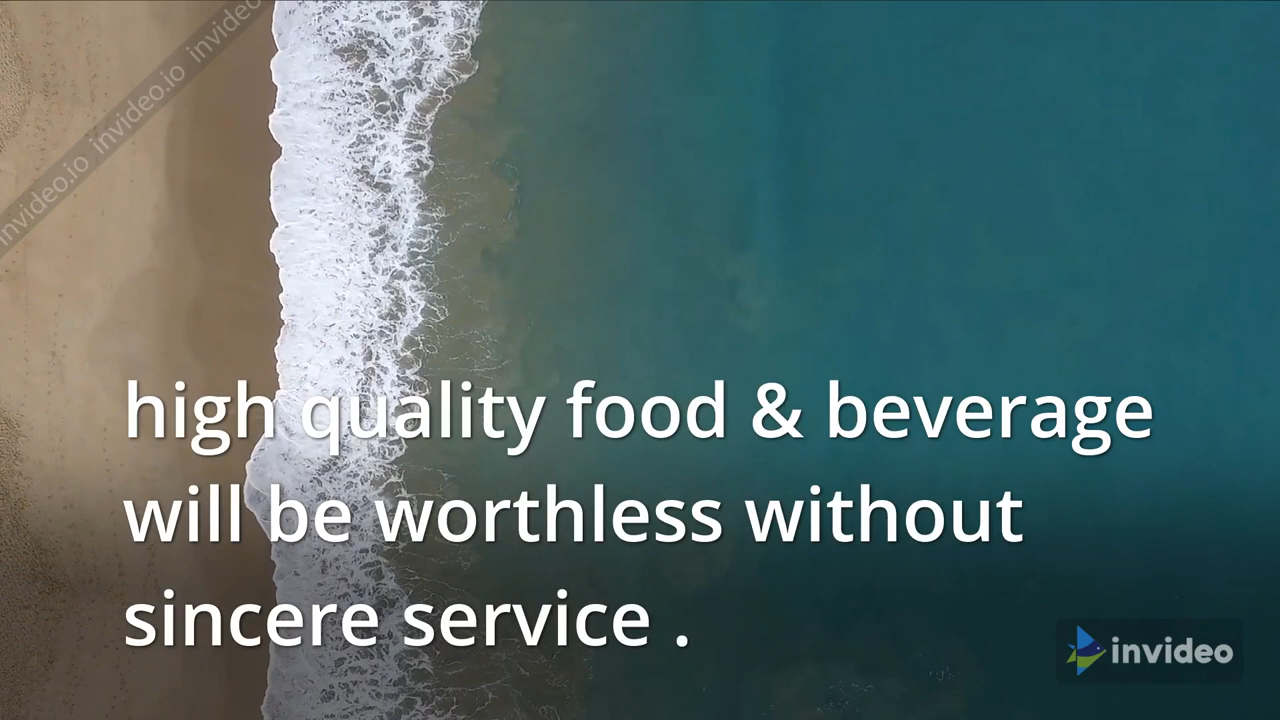 invideo.io invideo.io invideo
high quality food & beverage
will be worthless without
sincere service .
invideo